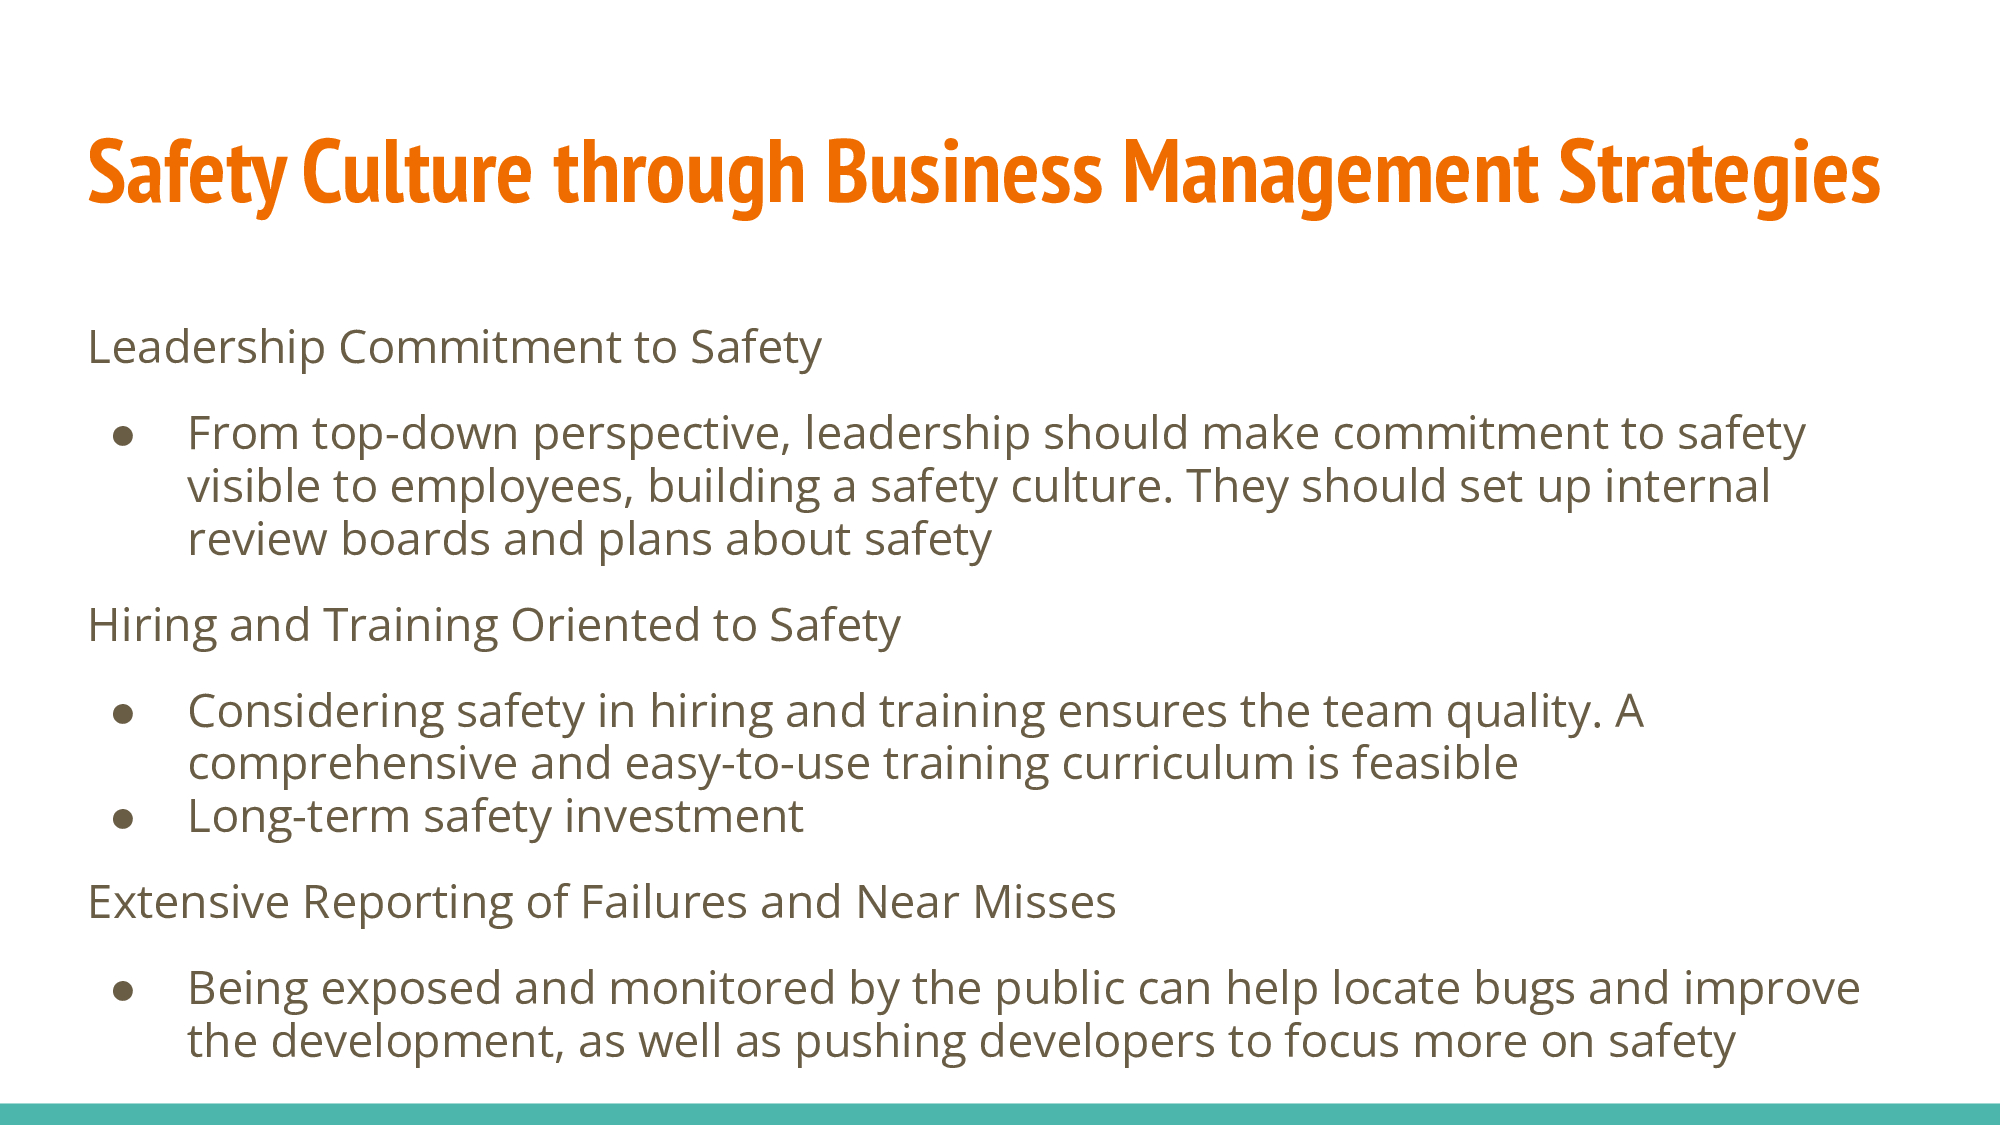 Safety Culture through Business Management Strategies
Leadership Commitment to Safety
● From top-down perspective, leadership should make commitment to safety
visible to employees, building a safety culture. They should set up internal
review boards and plans about safety
Hiring and Training Oriented to Safety
● Considering safety in hiring and training ensures the team quality. A
comprehensive and easy-to-use training curriculum is feasible
● Long-term safety investment
Extensive Reporting of Failures and Near Misses
● Being exposed and monitored by the public can help locate bugs and improve
the development, as well as pushing developers to focus more on safety